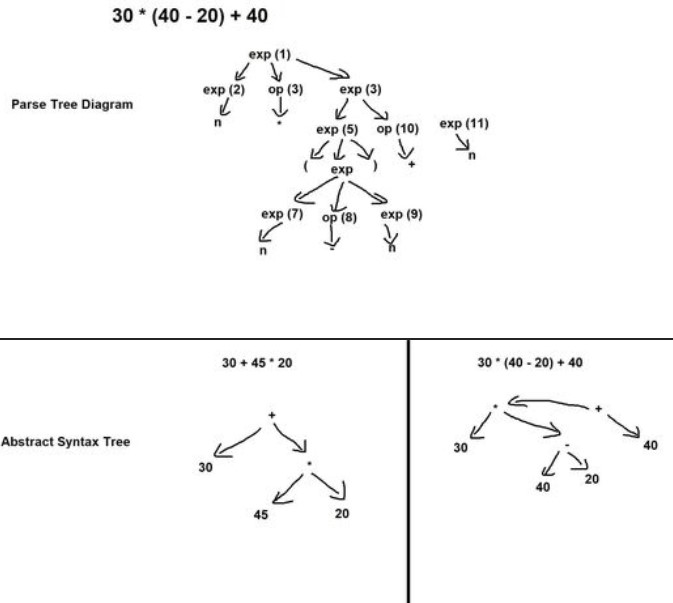 30 * (40 - 20) + 40
exp (1)
exp (2) op (3) exp (3)
Parse Tree Diagram
n * exp (5) op (10) exp (11)
( exp ) + n
exp (7) op (8) exp (9)
n - n
30 + 45 * 20
30 * (40 - 20) + 40
+
* +
Abstract Syntax Tree
30 *
30 - 40
45 20
40 20